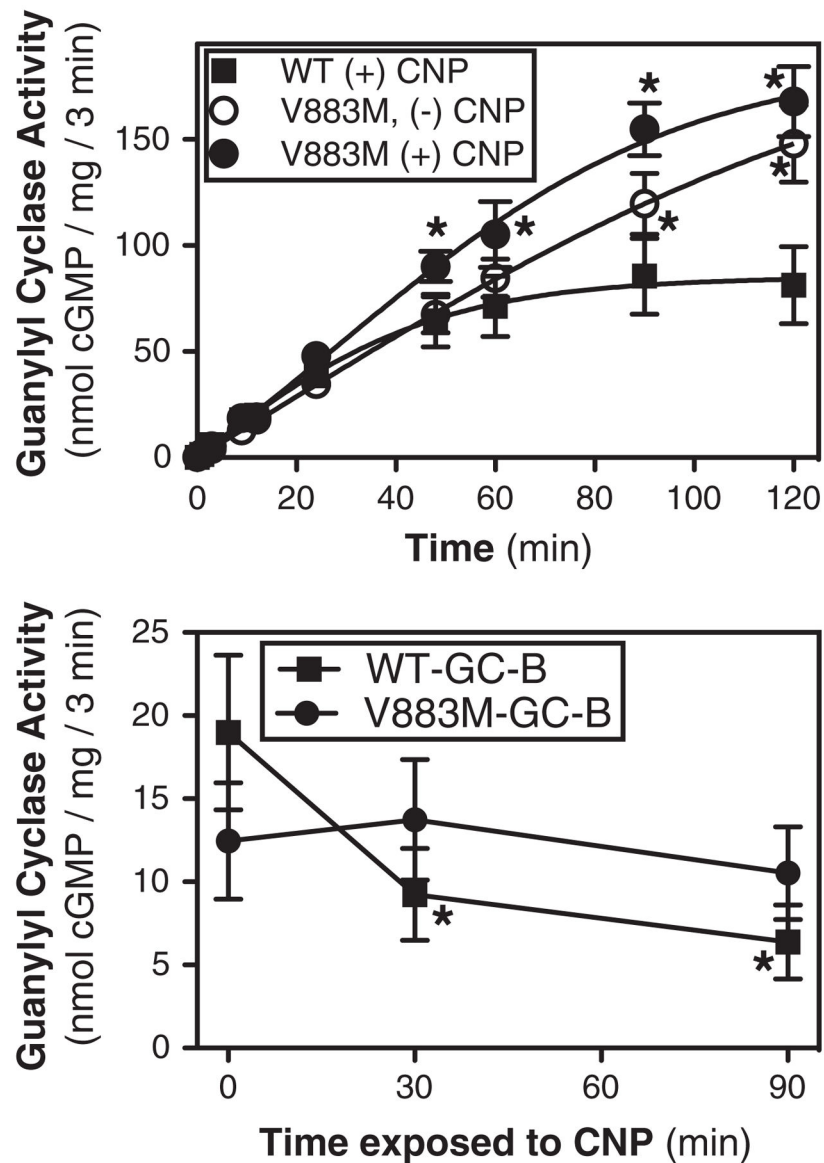 Guanylyl Cyclase Activity
(nmol cGMP / mg / 3 min)
WT (+) CNP
V883M, (-) CNP
V883M (+) CNP
150
100
50
0
* * * * * *
0 20 40 60 80 100 120
Time (min)
Guanylyl Cyclase Activity
(nmol cGMP / mg / 3 min)
WT-GC-B
V883M-GC-B
25
20
15
10
5
0
* *
0 30 60 90
Time exposed to CNP (min)